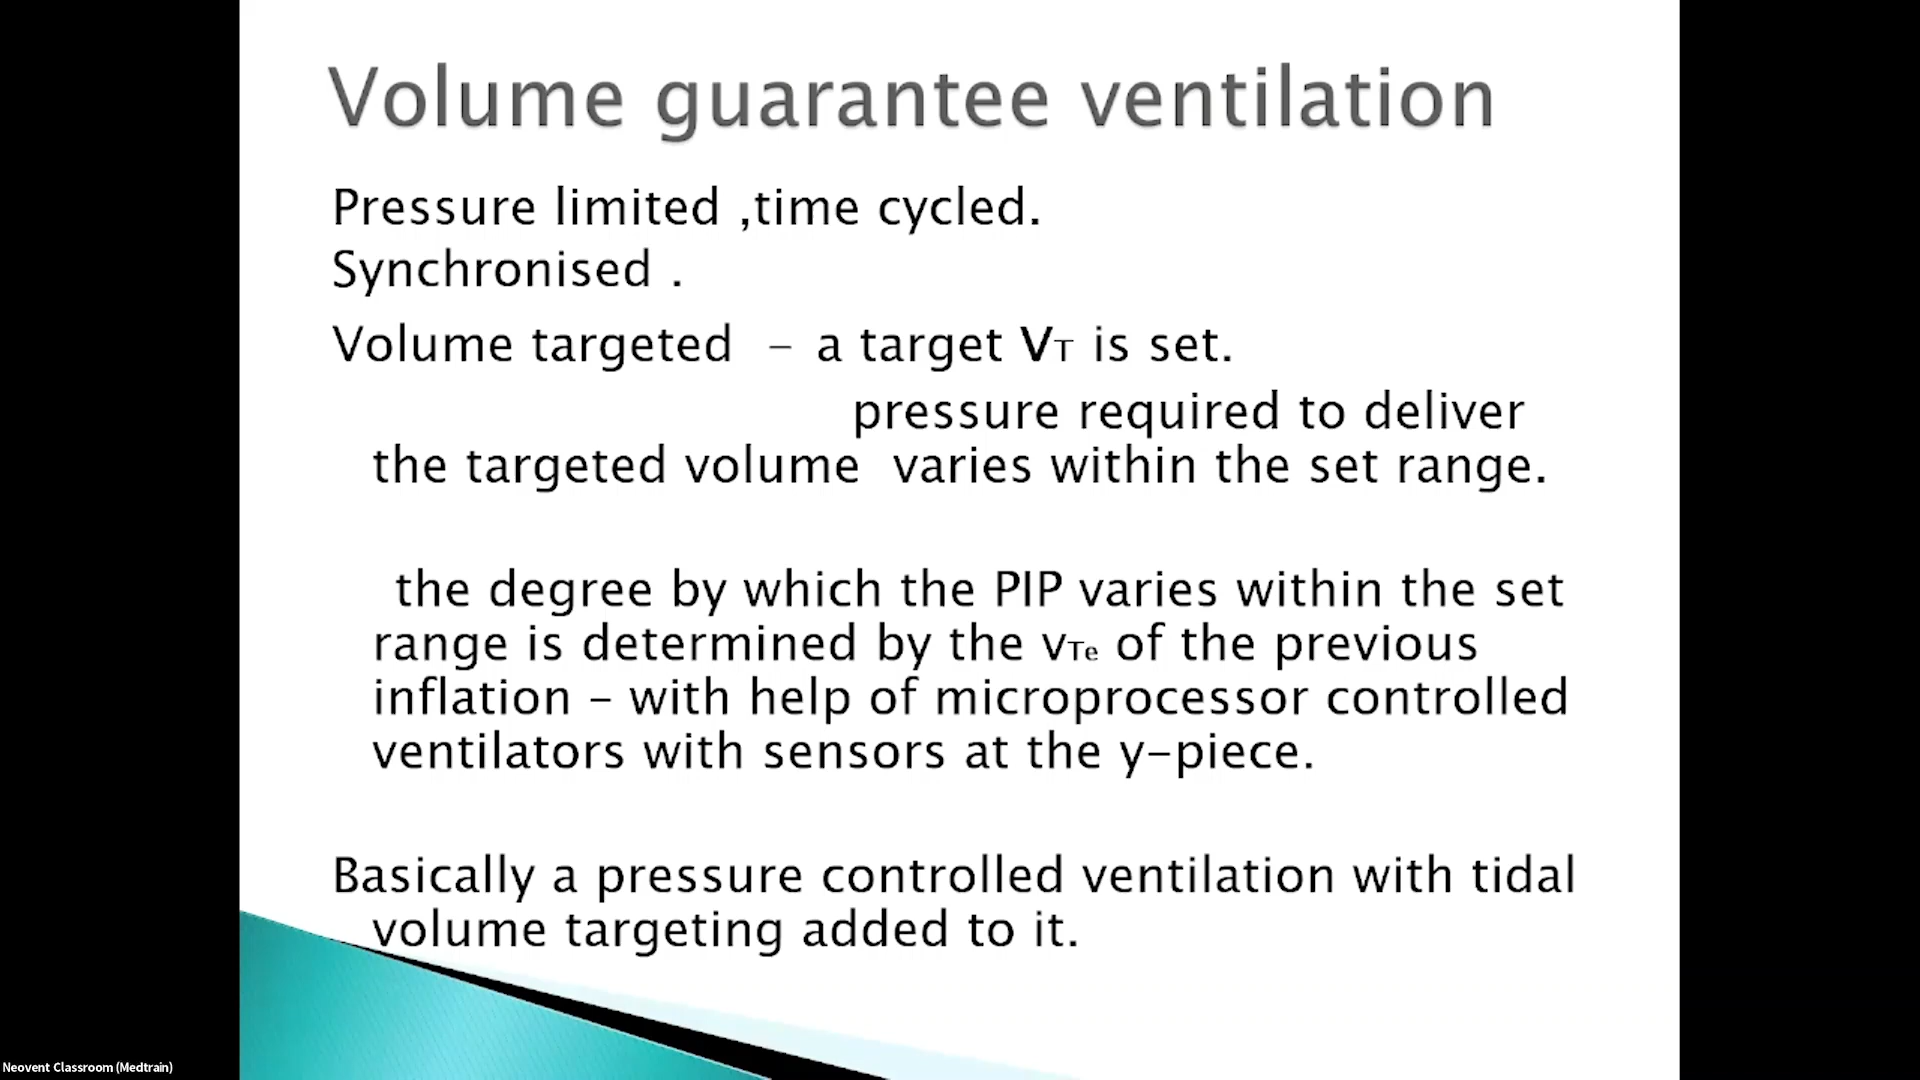 Volume guarantee ventilation
Pressure limited ,time cycled.
Synchronised .
Volume targeted – a target VT is set.
pressure required to deliver
the targeted volume varies within the set range.
the degree by which the PIP varies within the set
range is determined by the vTe of the previous
inflation – with help of microprocessor controlled
ventilators with sensors at the y-piece.
Basically a pressure controlled ventilation with tidal
volume targeting added to it.
Neovent Classroom (Medtrain)